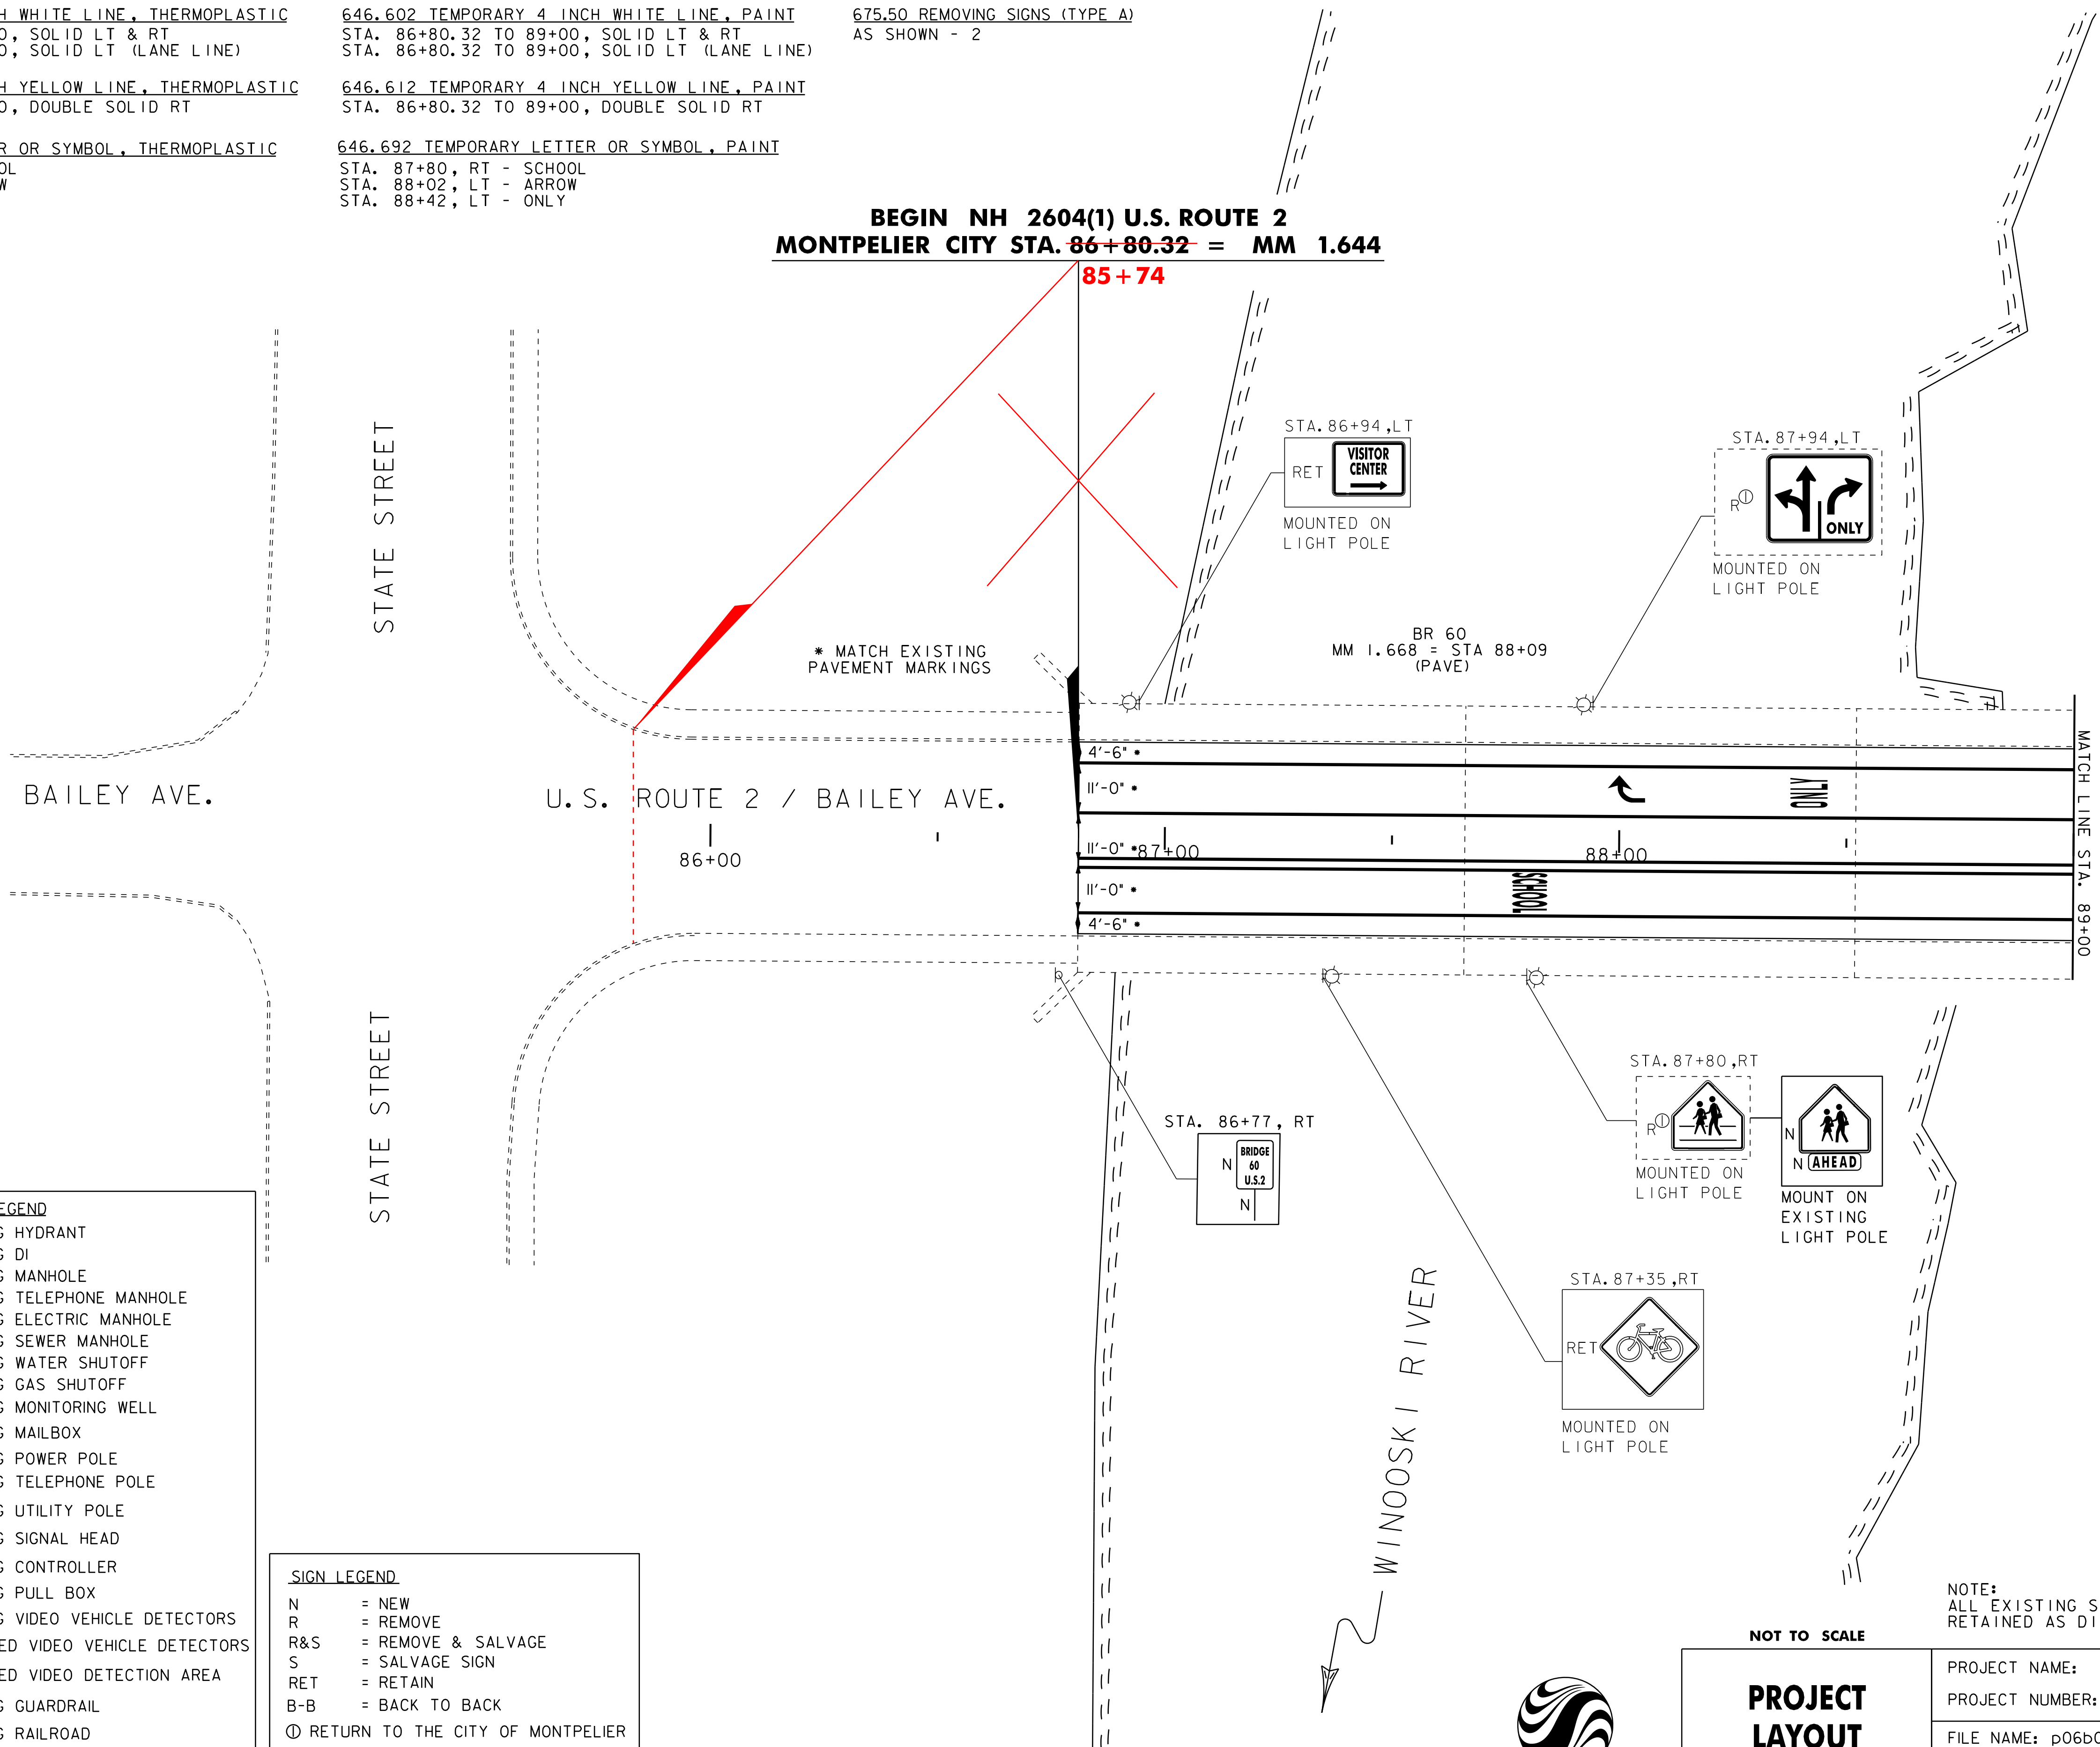 H WHITE LINE, THERMOPLASTIC
0, SOLID LT & RT
0, SOLID LT (LANE LINE)
H YELLOW LINE, THERMOPLASTIC
0, DOUBLE SOLID RT
R OR SYMBOL, THERMOPLASTIC
OL
W
646.602 TEMPORARY 4 INCH WHITE LINE, PAINT
STA. 86+80.32 TO 89+00, SOLID LT & RT
STA. 86+80.32 TO 89+00, SOLID LT (LANE LINE)
646.612 TEMPORARY 4 INCH YELLOW LINE, PAINT
STA. 86+80.32 TO 89+00, DOUBLE SOLID RT
646.692 TEMPORARY LETTER OR SYMBOL, PAINT
STA. 87+80, RT - SCHOOL
STA. 88+02, LT - ARROW
STA. 88+42, LT - ONLY
675.50 REMOVING SIGNS (TYPE A)
AS SHOWN - 2
BEGIN NH 2604(1) U.S. ROUTE 2
MONTPELIER CITY STA. 86+80.32 = MM 1.644
85+74
STATE STREET
STA.86+94,LT
RET
VISITOR
CENTER
MOUNTED ON
LIGHT POLE
STA.87+94,LT
R
ONLY
MOUNTED ON
LIGHT POLE
* MATCH EXISTING
PAVEMENT MARKINGS
BR 60
MM 1.668 = STA 88+09
(PAVE)
BAILEY AVE.
U.S. ROUTE 2 / BAILEY AVE.
4'-6" *
11'-0" *
11'-0" *
11'-0" *
4'-6" *
86+00
87+00
88+00
ONLY
SCHOOL
MATCH LINE STA. 89+00
STATE STREET
STA. 86+77, RT
N
BRIDGE
60
U.S.2
N
STA.87+80,RT
R
MOUNTED ON
LIGHT POLE
N
N AHEAD
MOUNT ON
EXISTING
LIGHT POLE
STA.87+35,RT
RET
MOUNTED ON
LIGHT POLE
WINOOSKI RIVER
EGEND
G HYDRANT
G DI
G MANHOLE
G TELEPHONE MANHOLE
G ELECTRIC MANHOLE
G SEWER MANHOLE
G WATER SHUTOFF
G GAS SHUTOFF
G MONITORING WELL
G MAILBOX
G POWER POLE
G TELEPHONE POLE
G UTILITY POLE
G SIGNAL HEAD
G CONTROLLER
G PULL BOX
G VIDEO VEHICLE DETECTORS
ED VIDEO VEHICLE DETECTORS
ED VIDEO DETECTION AREA
G GUARDRAIL
G RAILROAD
SIGN LEGEND
N = NEW
R = REMOVE
R&S = REMOVE & SALVAGE
S = SALVAGE SIGN
RET = RETAIN
B-B = BACK TO BACK
① RETURN TO THE CITY OF MONTPELIER
NOTE:
ALL EXISTING S
RETAINED AS DI
NOT TO SCALE
PROJECT
LAYOUT
PROJECT NAME:
PROJECT NUMBER:
FILE NAME: p06b0